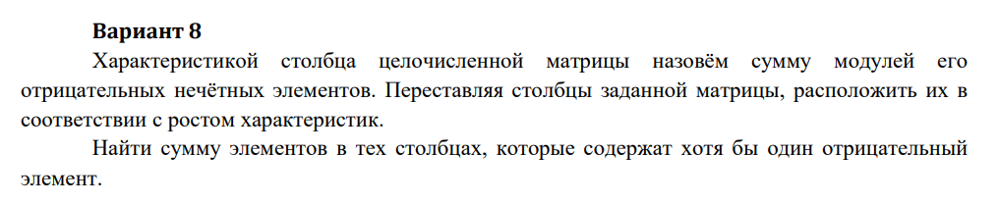 Вариант 8
Характеристикой столбца целочисленной матрицы назовём сумму модулей его
отрицательных нечётных элементов. Переставляя столбцы заданной матрицы, расположить их в
соответствии с ростом характеристик.
Найти сумму элементов в тех столбцах, которые содержат хотя бы один отрицательный
элемент.